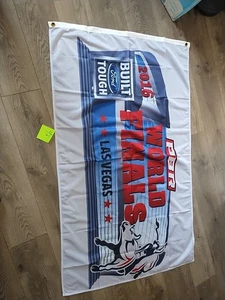 PBR
2016
WORLD
FINALS
BUILT
Ford
TOUGH
LAS VEGAS